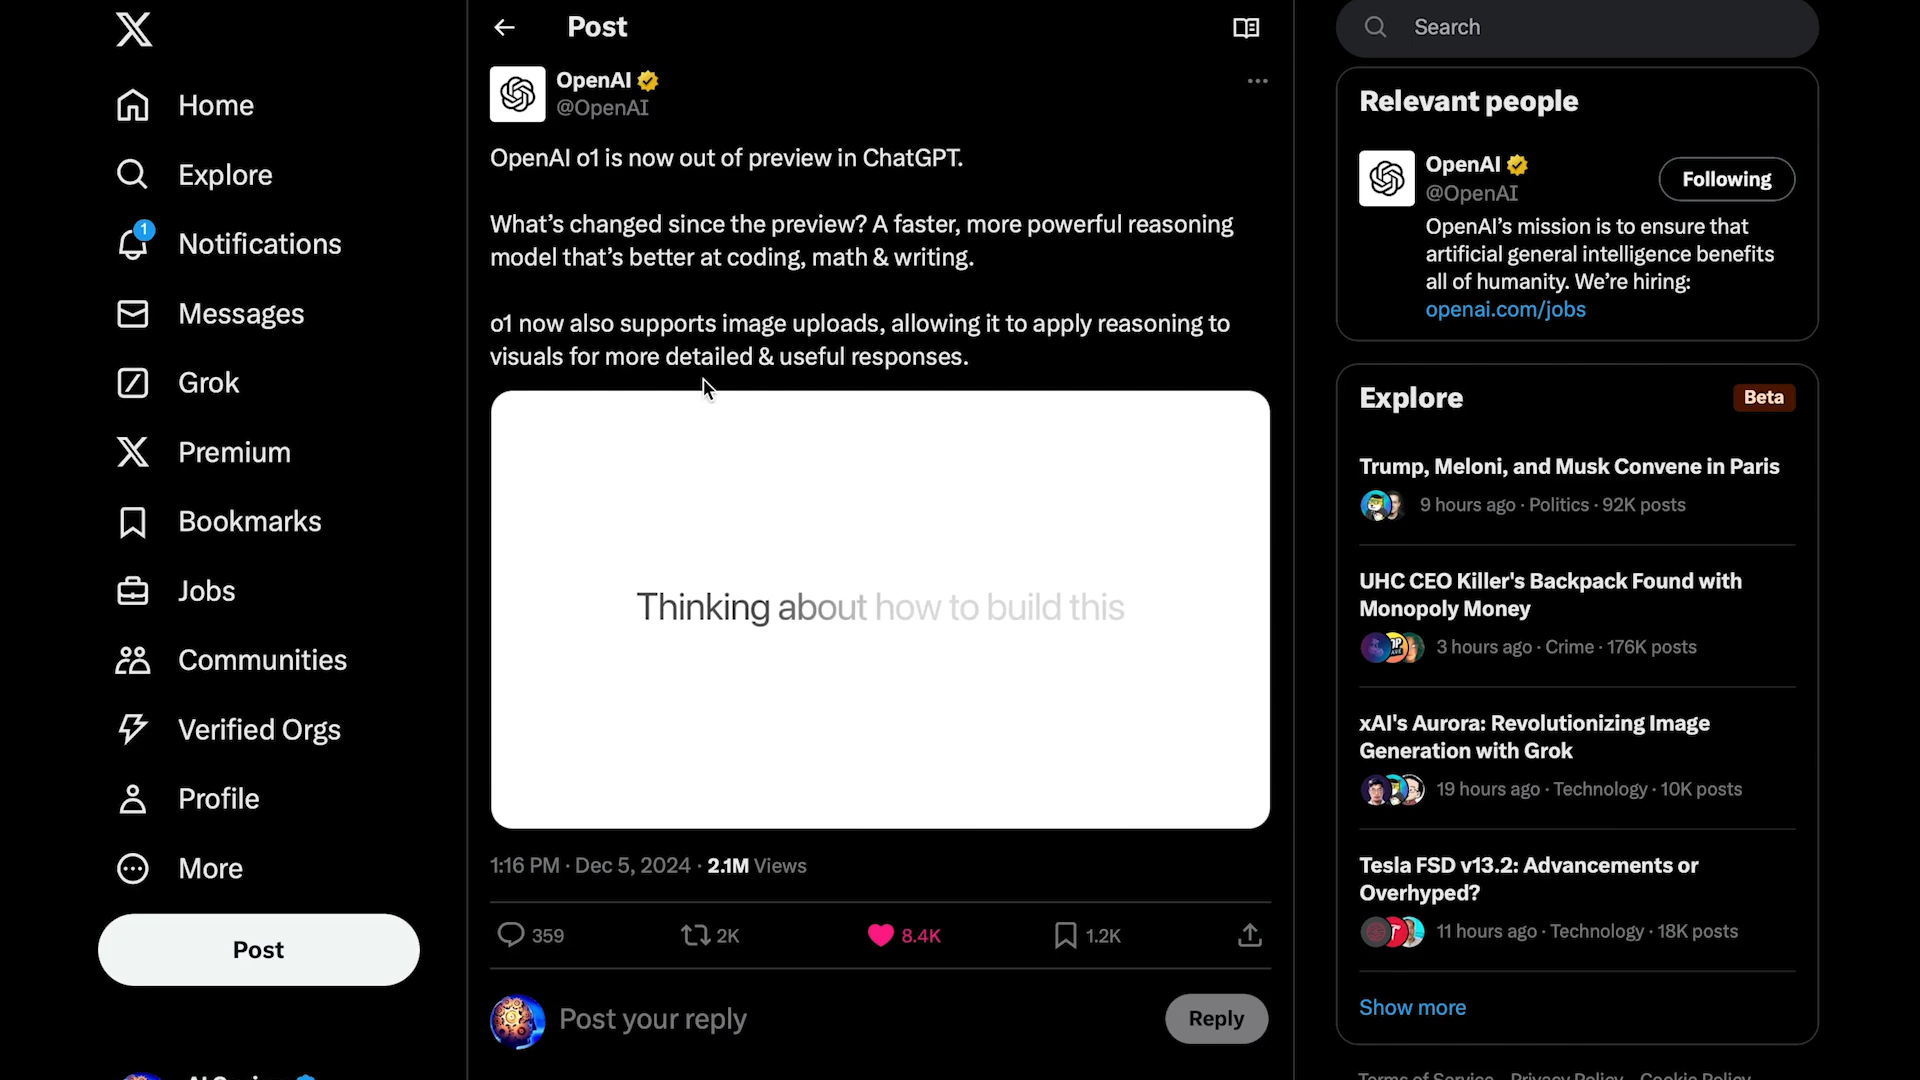 Home
Explore
1
Notifications
Messages
Grok
Premium
Bookmarks
Jobs
Communities
Verified Orgs
Profile
More
Post
Post
OpenAI
@OpenAI
OpenAI o1 is now out of preview in ChatGPT.
What’s changed since the preview? A faster, more powerful reasoning
model that’s better at coding, math & writing.
o1 now also supports image uploads, allowing it to apply reasoning to
visuals for more detailed & useful responses.
Thinking about how to build this
1:16 PM · Dec 5, 2024 · 2.1M Views
359 2K 8.4K 1.2K
Post your reply
Reply
Search
Relevant people
OpenAI
@OpenAI
Following
OpenAI’s mission is to ensure that
artificial general intelligence benefits
all of humanity. We’re hiring:
openai.com/jobs
Explore
Beta
Trump, Meloni, and Musk Convene in Paris
9 hours ago · Politics · 92K posts
UHC CEO Killer's Backpack Found with
Monopoly Money
3 hours ago · Crime · 176K posts
xAI's Aurora: Revolutionizing Image
Generation with Grok
19 hours ago · Technology · 10K posts
Tesla FSD v13.2: Advancements or
Overhyped?
11 hours ago · Technology · 18K posts
Show more
Terms of Service Privacy Policy Cookie Policy